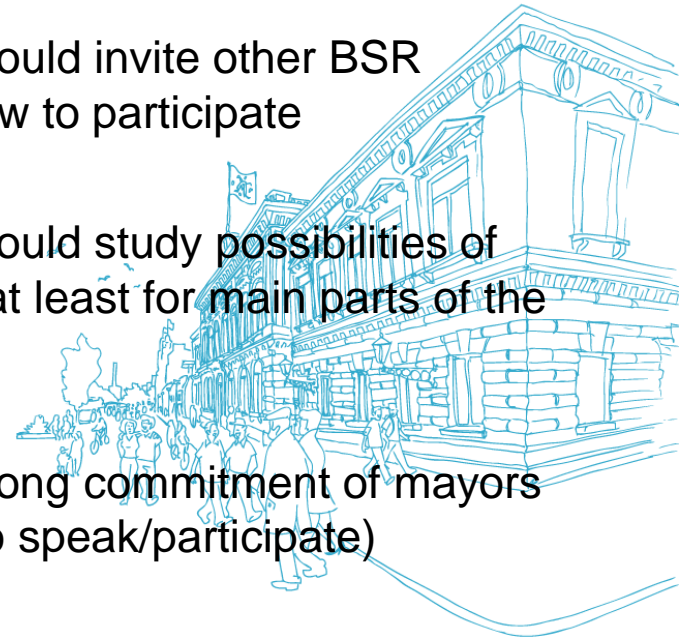 ould invite other BSR
w to participate
ould study possibilities of
at least for main parts of the
ong commitment of mayors
o speak/participate)